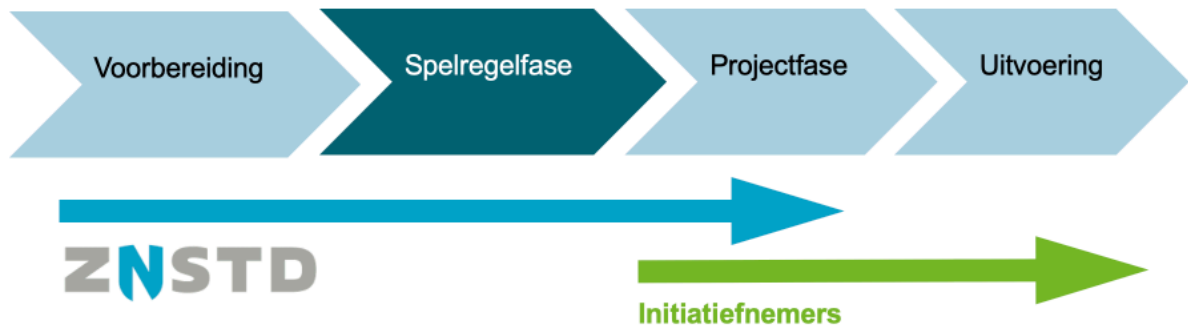 Voorbereiding
Spelregelfase
Projectfase
Uitvoering
ZNSTD
Initiatiefnemers